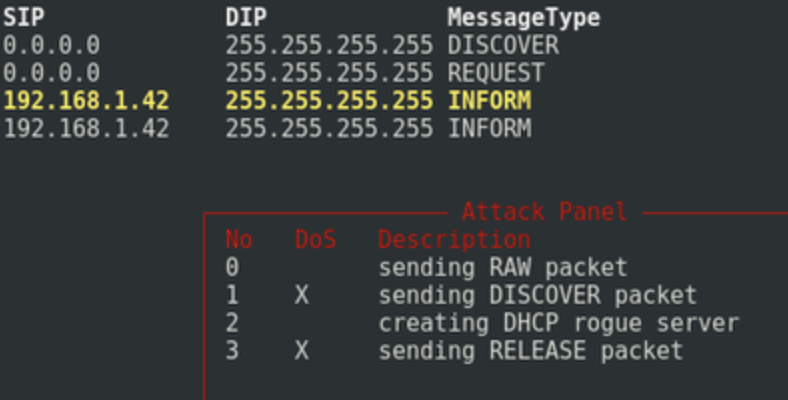 SIP DIP MessageType
0.0.0.0 255.255.255.255 DISCOVER
0.0.0.0 255.255.255.255 REQUEST
192.168.1.42 255.255.255.255 INFORM
192.168.1.42 255.255.255.255 INFORM
Attack Panel
No DoS Description
0 sending RAW packet
1 X sending DISCOVER packet
2 creating DHCP rogue server
3 X sending RELEASE packet